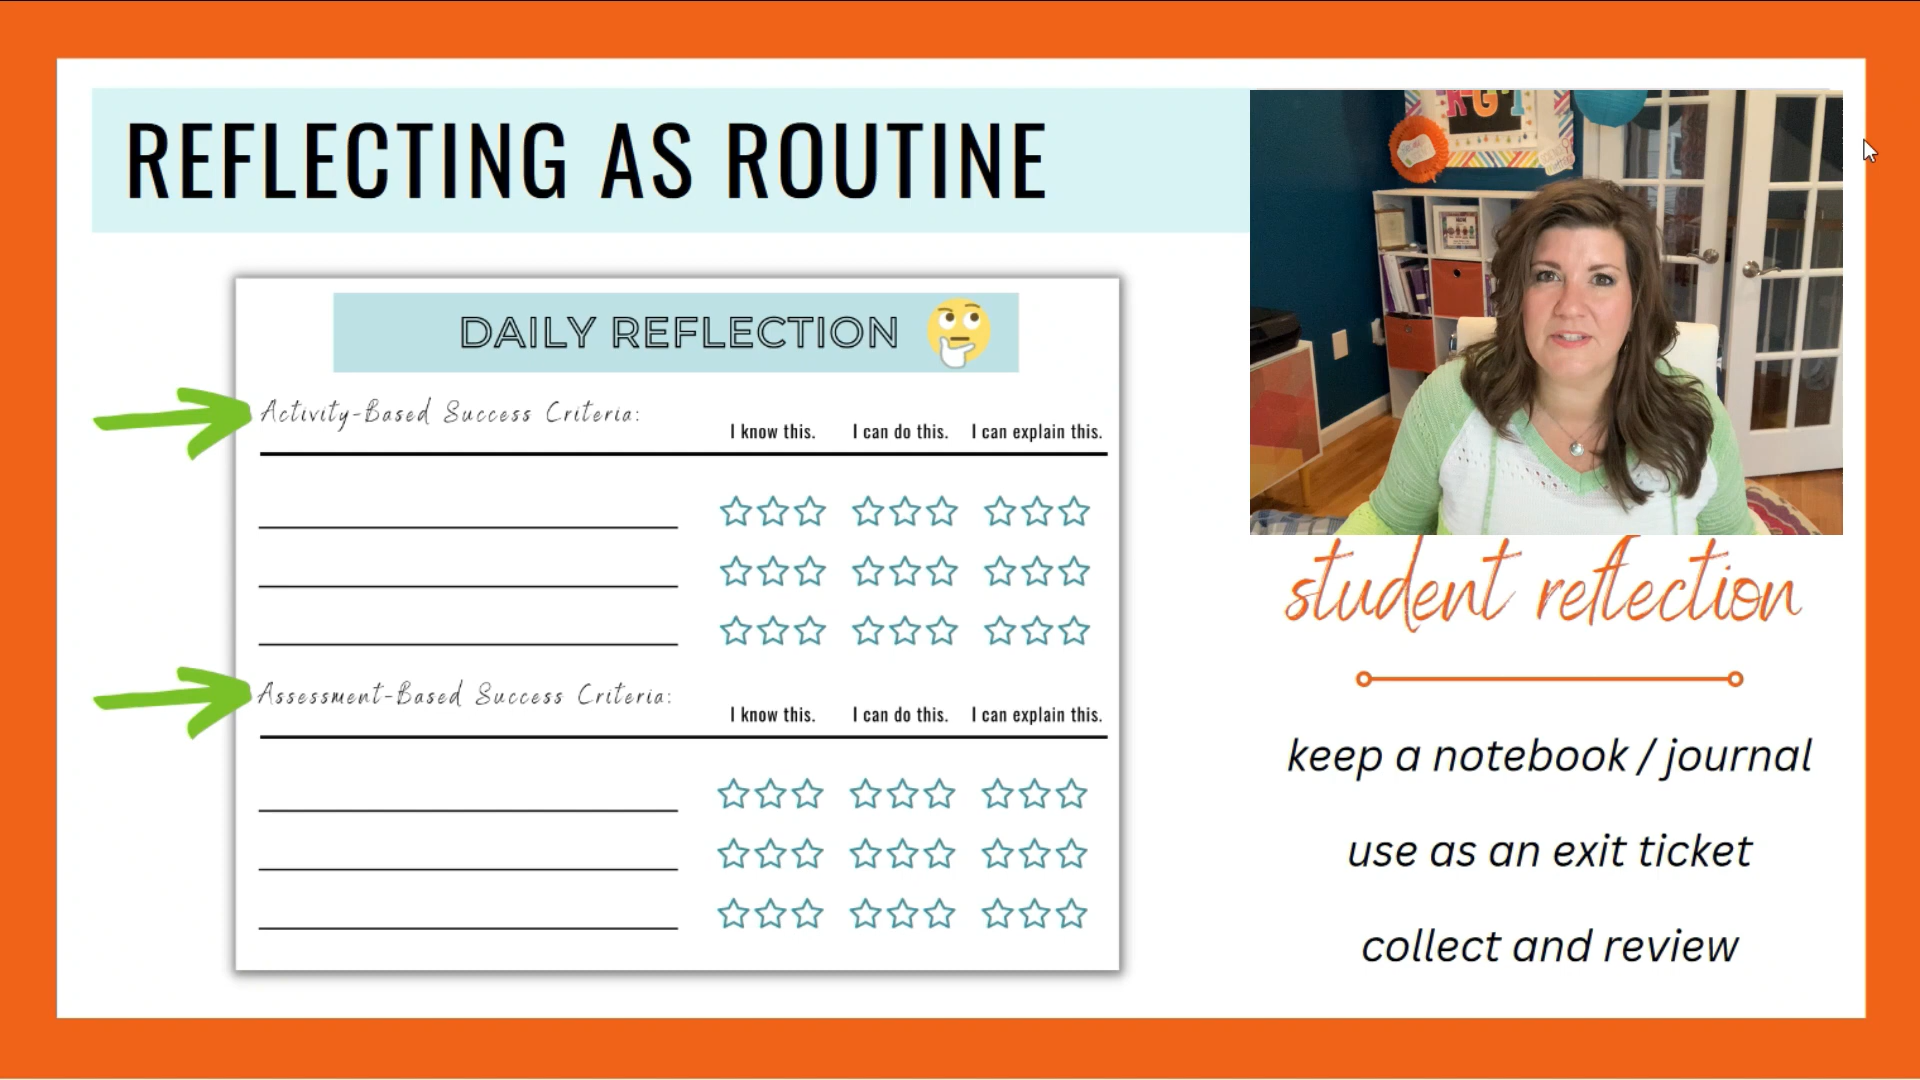 REFLECTING AS ROUTINE
DAILY REFLECTION
Activity-Based Success Criteria:
I know this. I can do this. I can explain this.
Assessment-Based Success Criteria:
I know this. I can do this. I can explain this.
student reflection
keep a notebook / journal
use as an exit ticket
collect and review